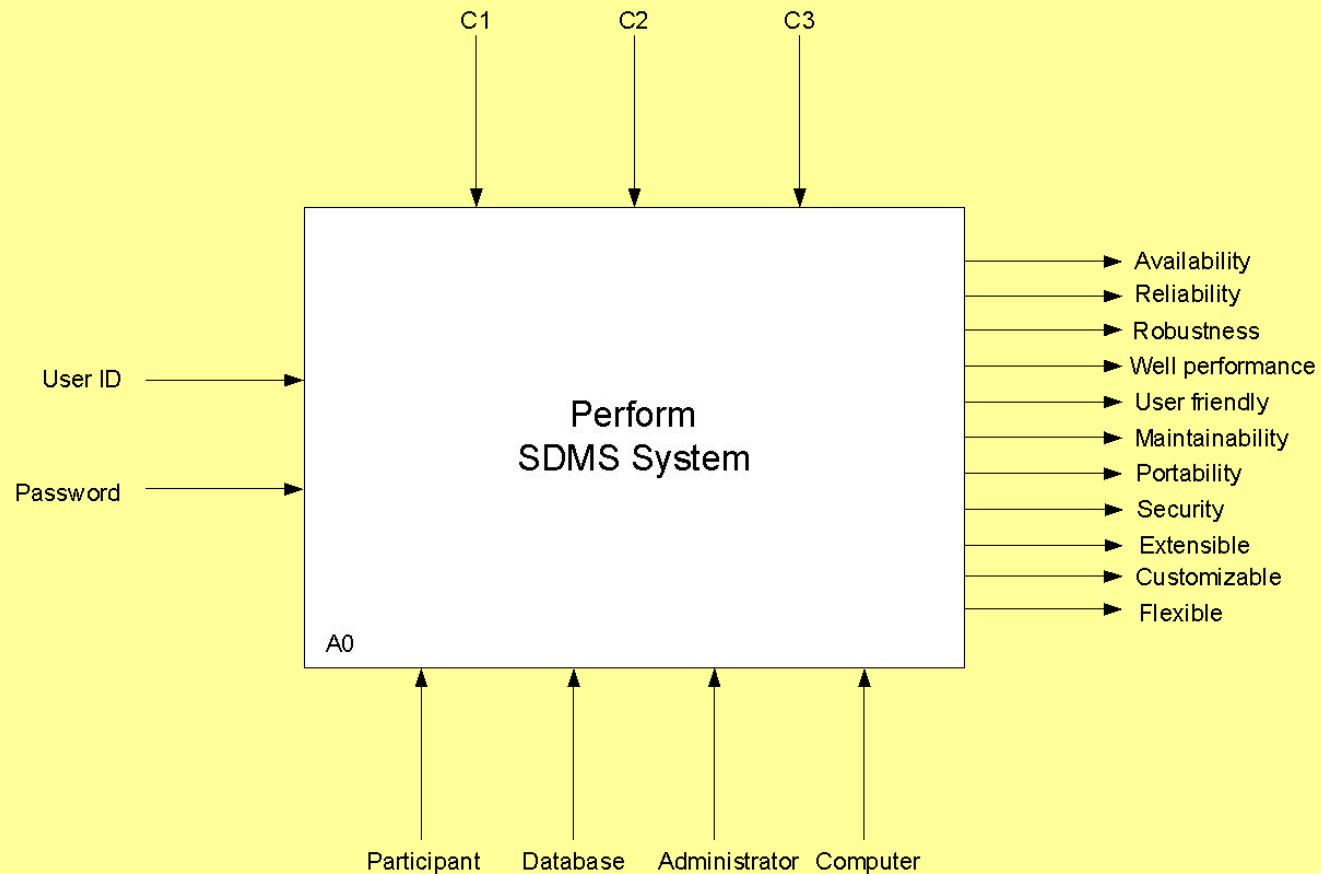 C1 C2 C3
Availability
Reliability
Robustness
Well performance
User ID
User friendly
Perform
SDMS System
Maintainability
Portability
Password
Security
Extensible
Customizable
Flexible
A0
Participant Database Administrator Computer